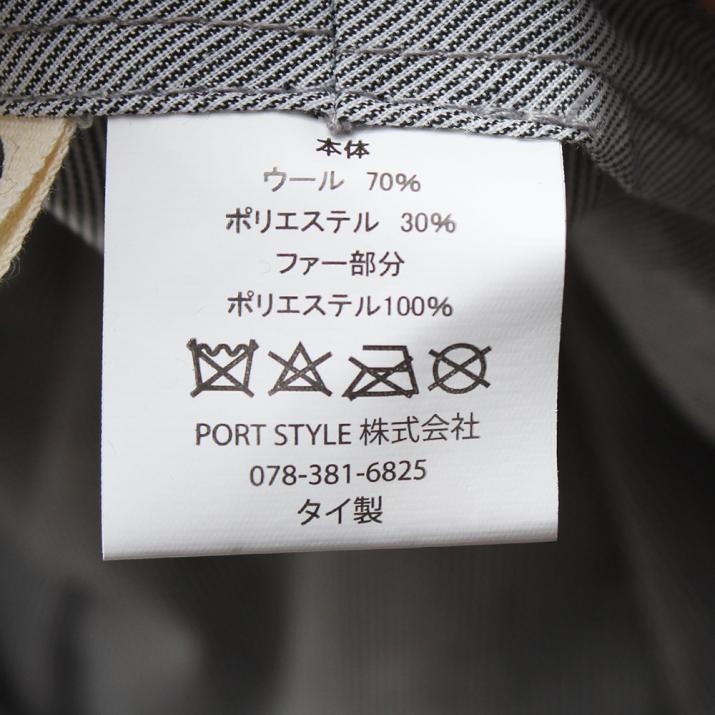 本体
ウール 70%
ポリエステル 30%
ファー部分
ポリエステル100%
PORT STYLE 株式会社
078-381-6825
タイ製